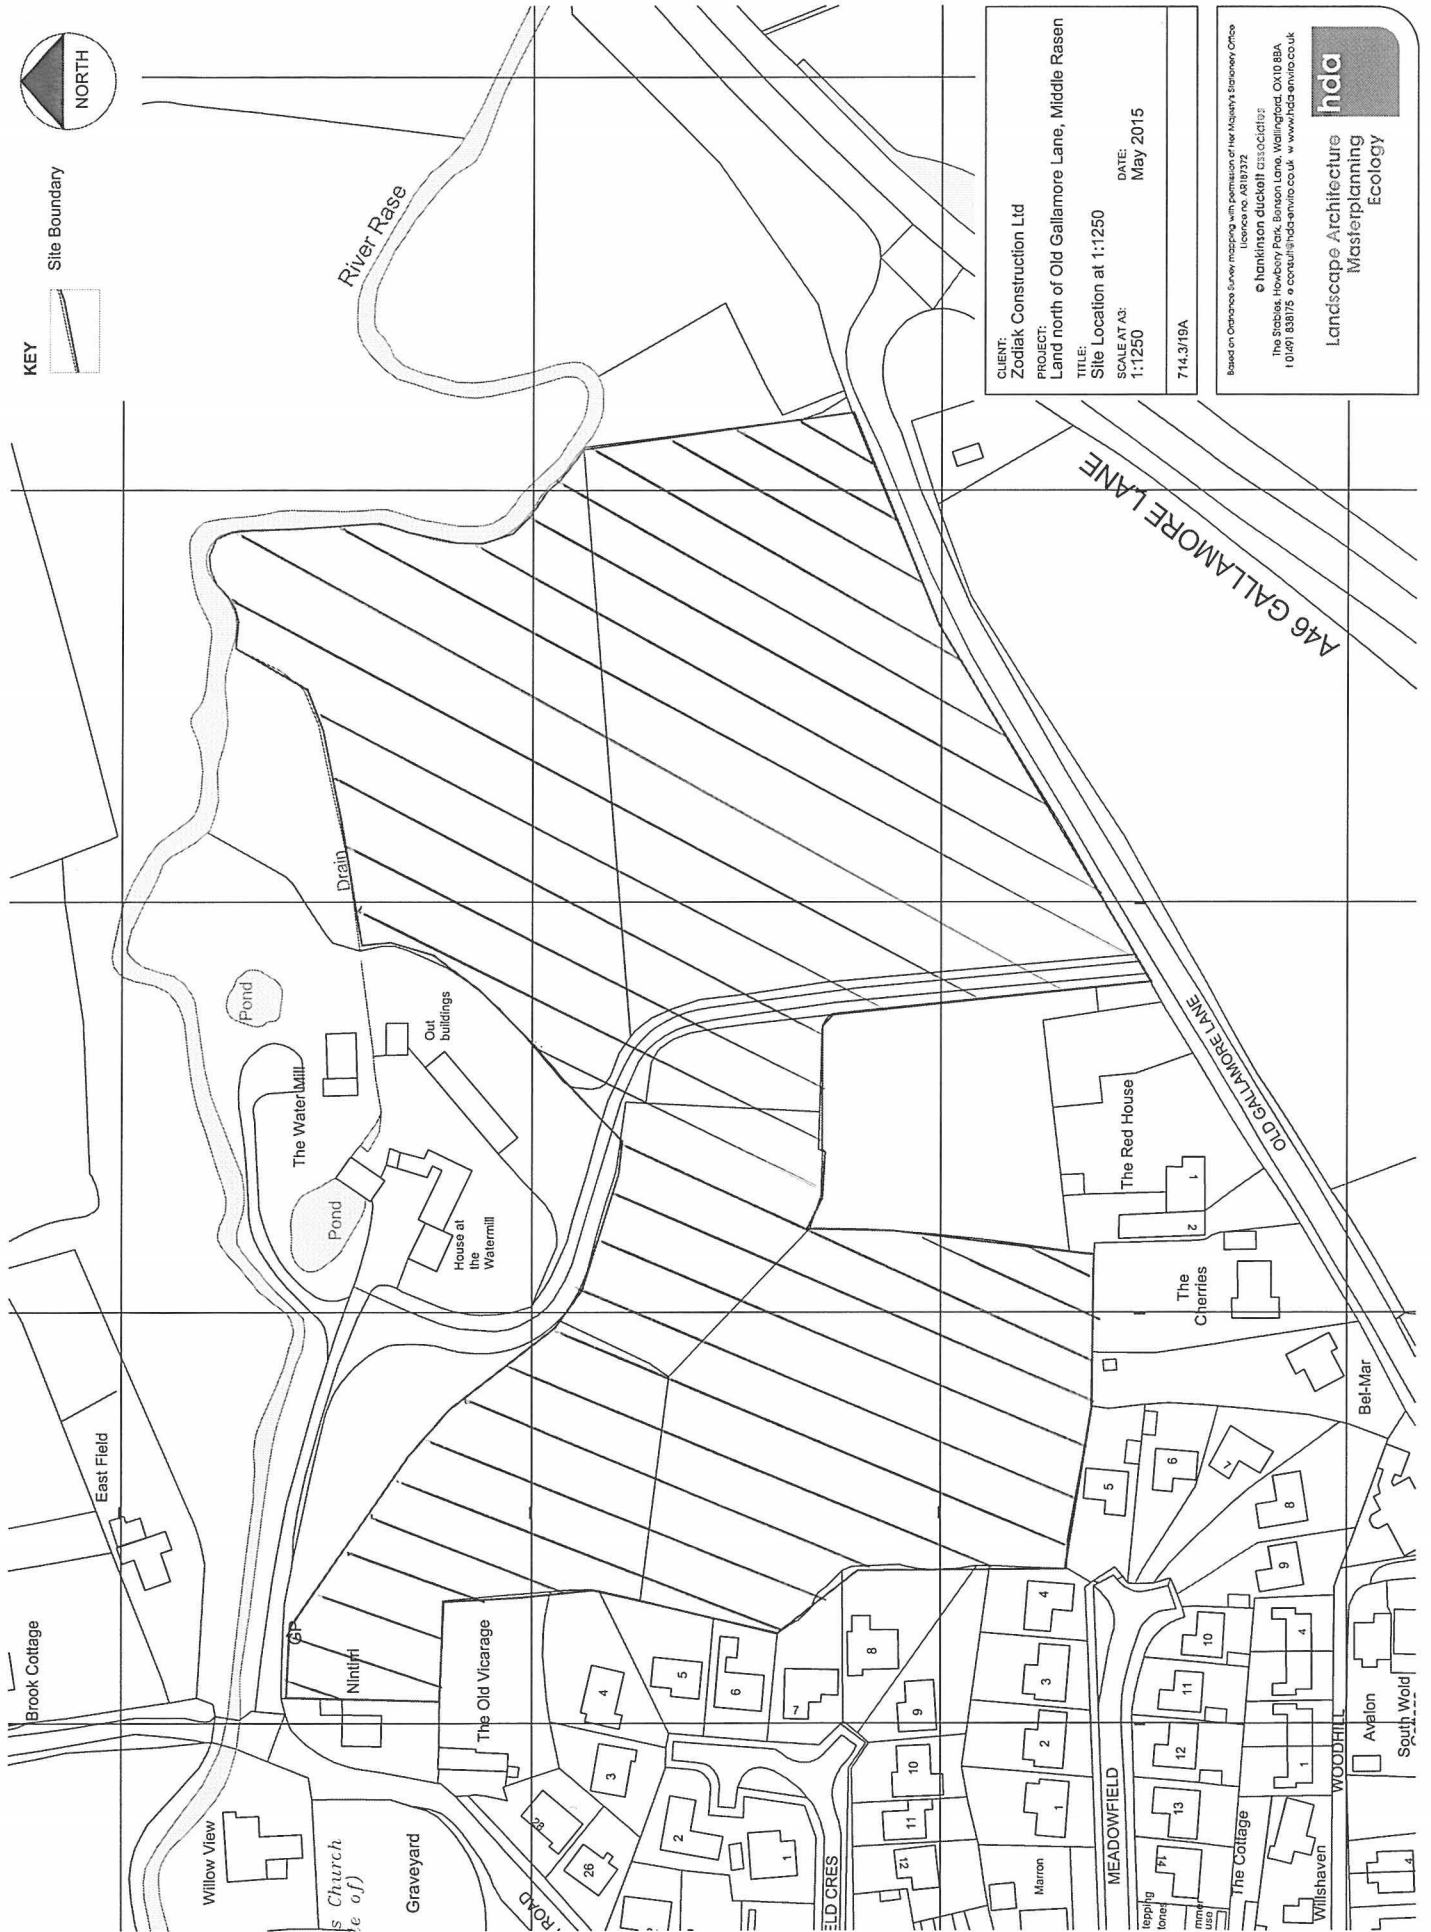 NORTH
KEY
Site Boundary
River Rase
CLIENT:
Zodiak Construction Ltd
PROJECT:
Land north of Old Gallamore Lane, Middle Rasen
TITLE:
Site Location at 1:1250
SCALE AT A3:
1:1250
DATE:
May 2015
714.3/19A
Based on Ordnance Survey mapping with permission of Her Majesty's Stationery Office
Licence no. AR187372
© hankinson duckett associates
The Stables, Howbery Park, Benson Lane, Wallingford, OX10 8BA
t 01491 838175 e consult@hda-enviro.co.uk w www.hda-enviro.co.uk
hda
Landscape Architecture
Masterplanning
Ecology
A46 GALLAMORE LANE
Drain
Pond
The Water Mill
Out
buildings
Pond
House at
the
Watermill
OLD GALLAMORE LANE
The Red House
1
2
The
Cherries
Bel-Mar
East Field
Brook Cottage
GP
Nintinri
The Old Vicarage
Willow View
s Church
e of)
Graveyard
ROAD
28
26
3
4
5
6
7
8
9
10
11
12
2
1
ELD CRES
4
3
2
1
Marron
MEADOWFIELD
5
6
7
8
9
10
11
12
13
14
4
1
WOODHILL
Avalon
South Wold
The Cottage
Willshaven
4
tepping
tones
mmer
use